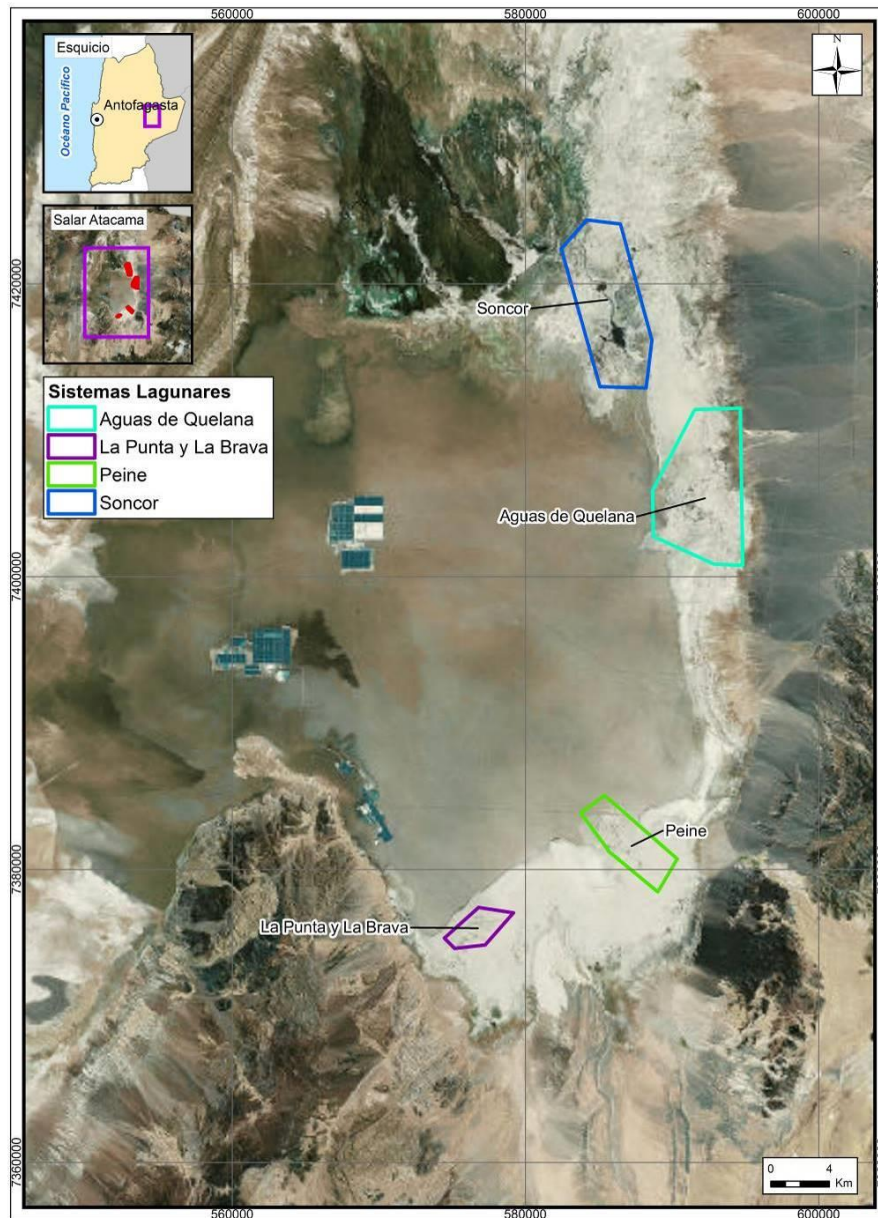 560000
580000
600000
Esquicio
Océano Pacífico
Antofagasta
N
Salar Atacama
7420000
Soncor
Sistemas Lagunares
Aguas de Quelana
La Punta y La Brava
Peine
Soncor
Aguas de Quelana
7400000
Peine
7380000
La Punta y La Brava
7360000
0 4
Km
560000
580000
600000